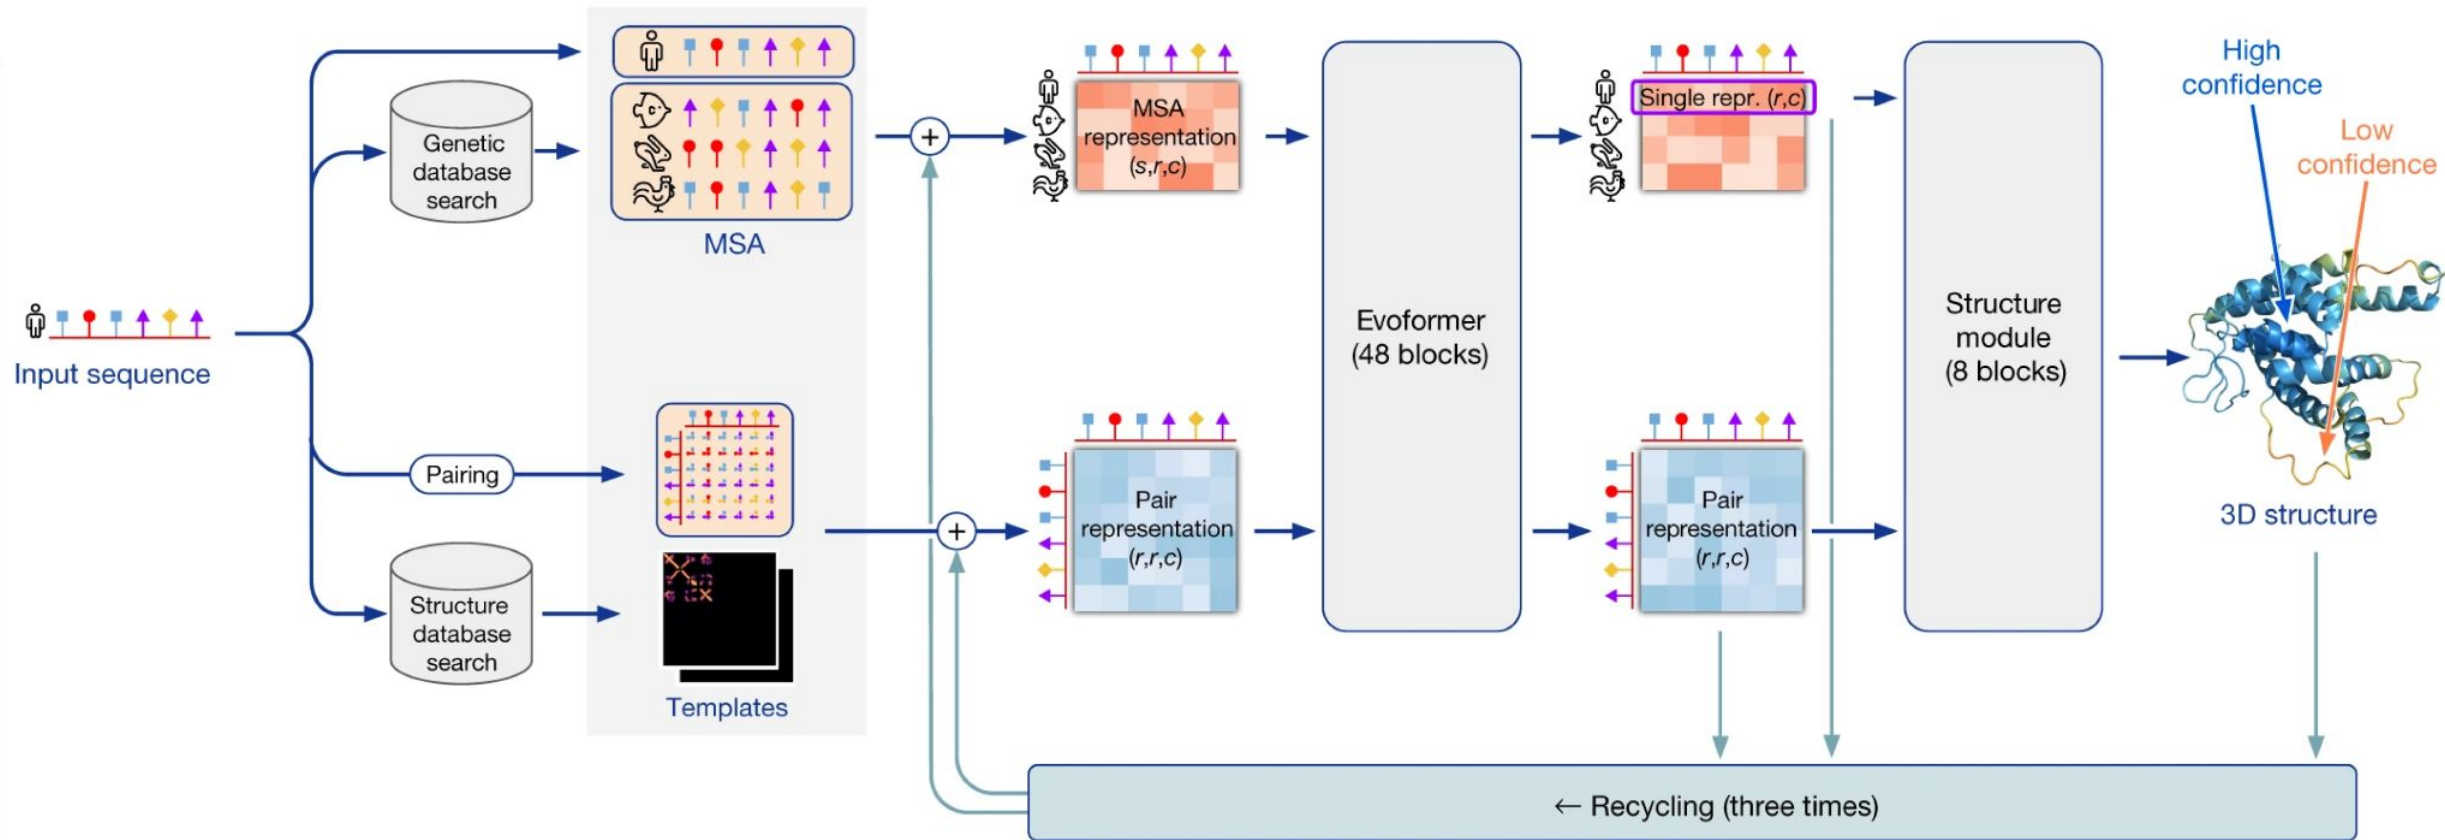 Input sequence
Genetic
database
search
MSA
Pairing
Structure
database
search
Templates
+
+
MSA
representation
(s,r,c)
Pair
representation
(r,r,c)
Evoformer
(48 blocks)
Single repr. (r,c)
Pair
representation
(r,r,c)
Structure
module
(8 blocks)
High
confidence
Low
confidence
3D structure
← Recycling (three times)